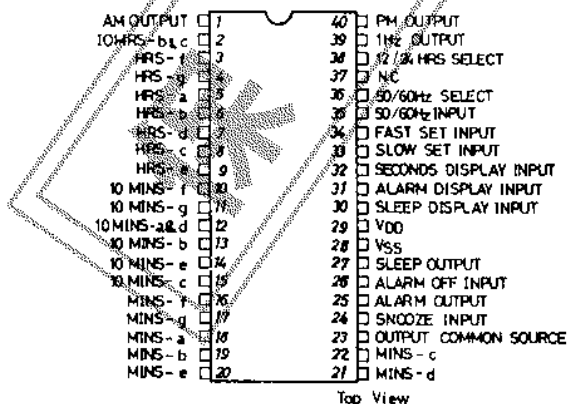 AM OUTPUT 1 40 PM OUTPUT
10HRS-b&c 2 39 1Hz OUTPUT
HRS-f 3 38 12/24 HRS SELECT
HRS-g 4 37 NC
HRS-a 5 36 50/60Hz SELECT
HRS-b 6 35 50/60Hz INPUT
HRS-d 7 34 FAST SET INPUT
HRS-c 8 33 SLOW SET INPUT
HRS-e 9 32 SECONDS DISPLAY INPUT
10 MINS-f 10 31 ALARM DISPLAY INPUT
10 MINS-g 11 30 SLEEP DISPLAY INPUT
10 MINS-a&d 12 29 VDD
10 MINS-b 13 28 VSS
10 MINS-e 14 27 SLEEP OUTPUT
10 MINS-c 15 26 ALARM OFF INPUT
MINS-f 16 25 ALARM OUTPUT
MINS-g 17 24 SNOOZE INPUT
MINS-a 18 23 OUTPUT COMMON SOURCE
MINS-b 19 22 MINS-c
MINS-e 20 21 MINS-d
Top View